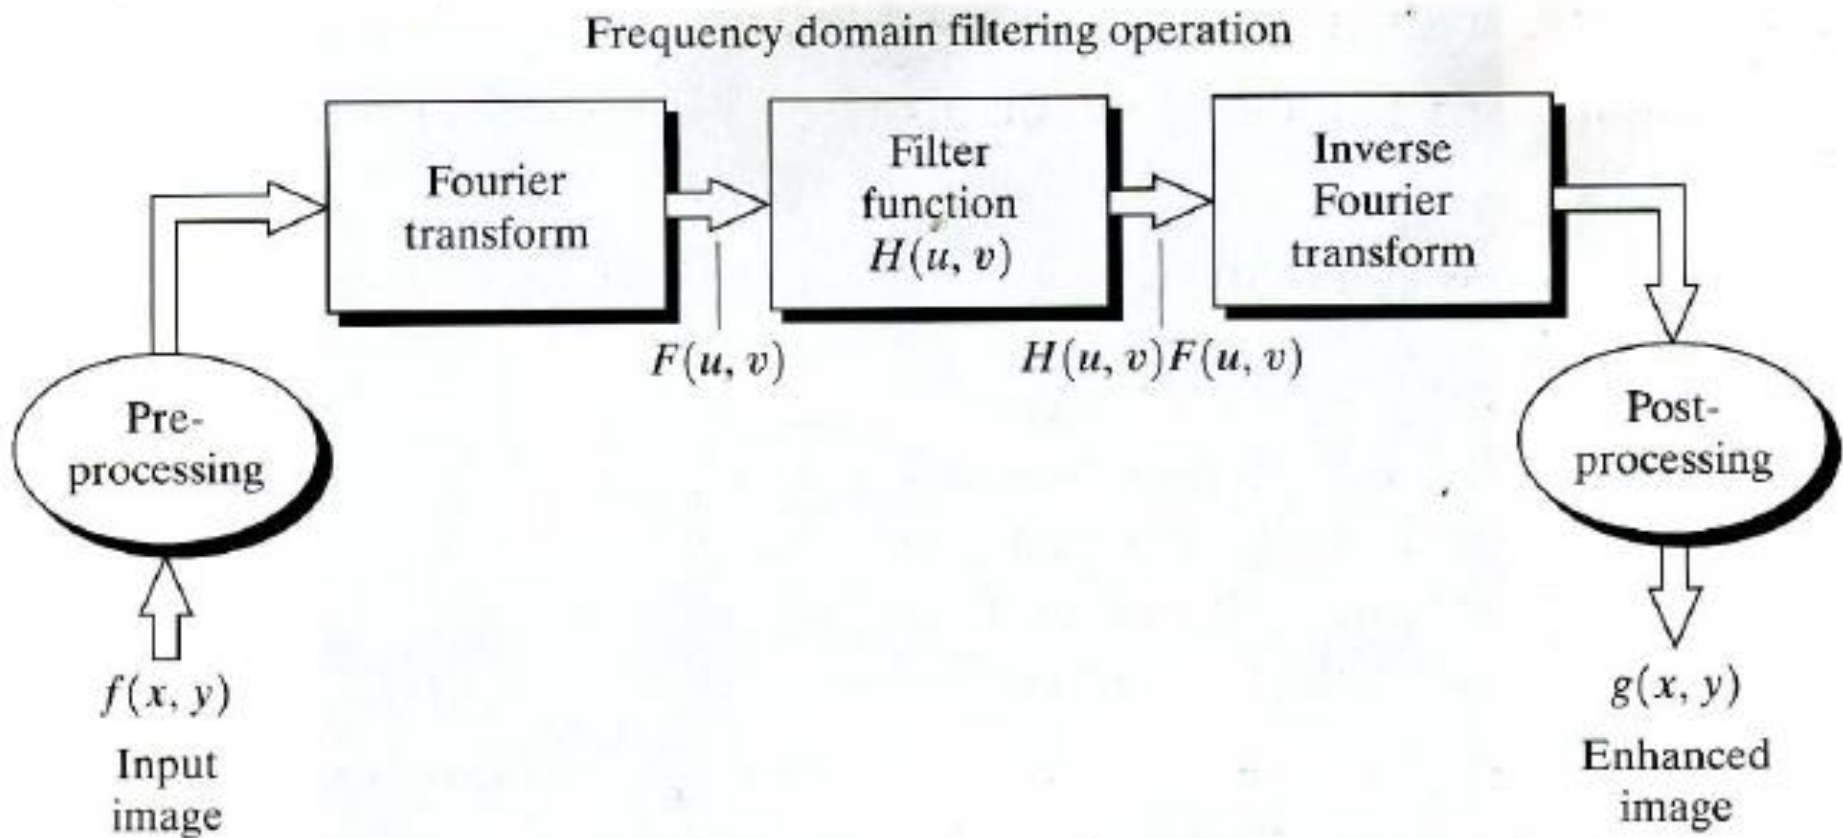 Frequency domain filtering operation
Fourier
transform
Filter
function
H(u, v)
Inverse
Fourier
transform
F(u, v)
H(u, v)F(u, v)
Pre-
processing
Post-
processing
f(x, y)
Input
image
g(x, y)
Enhanced
image